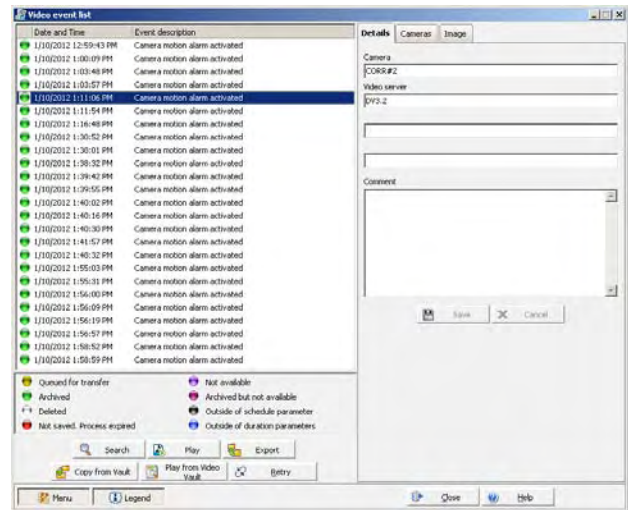 Video event list
Date and Time Event description
1/10/2012 12:59:43 PM Camera motion alarm activated
1/10/2012 1:00:09 PM Camera motion alarm activated
1/10/2012 1:03:48 PM Camera motion alarm activated
1/10/2012 1:03:57 PM Camera motion alarm activated
1/10/2012 1:11:06 PM Camera motion alarm activated
1/10/2012 1:11:54 PM Camera motion alarm activated
1/10/2012 1:16:48 PM Camera motion alarm activated
1/10/2012 1:30:52 PM Camera motion alarm activated
1/10/2012 1:38:01 PM Camera motion alarm activated
1/10/2012 1:38:32 PM Camera motion alarm activated
1/10/2012 1:39:42 PM Camera motion alarm activated
1/10/2012 1:39:55 PM Camera motion alarm activated
1/10/2012 1:40:02 PM Camera motion alarm activated
1/10/2012 1:40:16 PM Camera motion alarm activated
1/10/2012 1:40:30 PM Camera motion alarm activated
1/10/2012 1:41:57 PM Camera motion alarm activated
1/10/2012 1:48:32 PM Camera motion alarm activated
1/10/2012 1:55:03 PM Camera motion alarm activated
1/10/2012 1:55:31 PM Camera motion alarm activated
1/10/2012 1:56:00 PM Camera motion alarm activated
1/10/2012 1:56:09 PM Camera motion alarm activated
1/10/2012 1:56:19 PM Camera motion alarm activated
1/10/2012 1:56:57 PM Camera motion alarm activated
1/10/2012 1:58:52 PM Camera motion alarm activated
1/10/2012 1:58:59 PM Camera motion alarm activated
Queued for transfer Not available
Archived Archived but not available
Deleted Outside of schedule parameter
Not saved. Process expired Outside of duration parameters
Search Play Export
Copy from Vault Play from Video Vault Retry
Menu Legend
Details Cameras Image
Camera
CORR#2
Video server
DV3.2
Comment
Save Cancel
Close Help